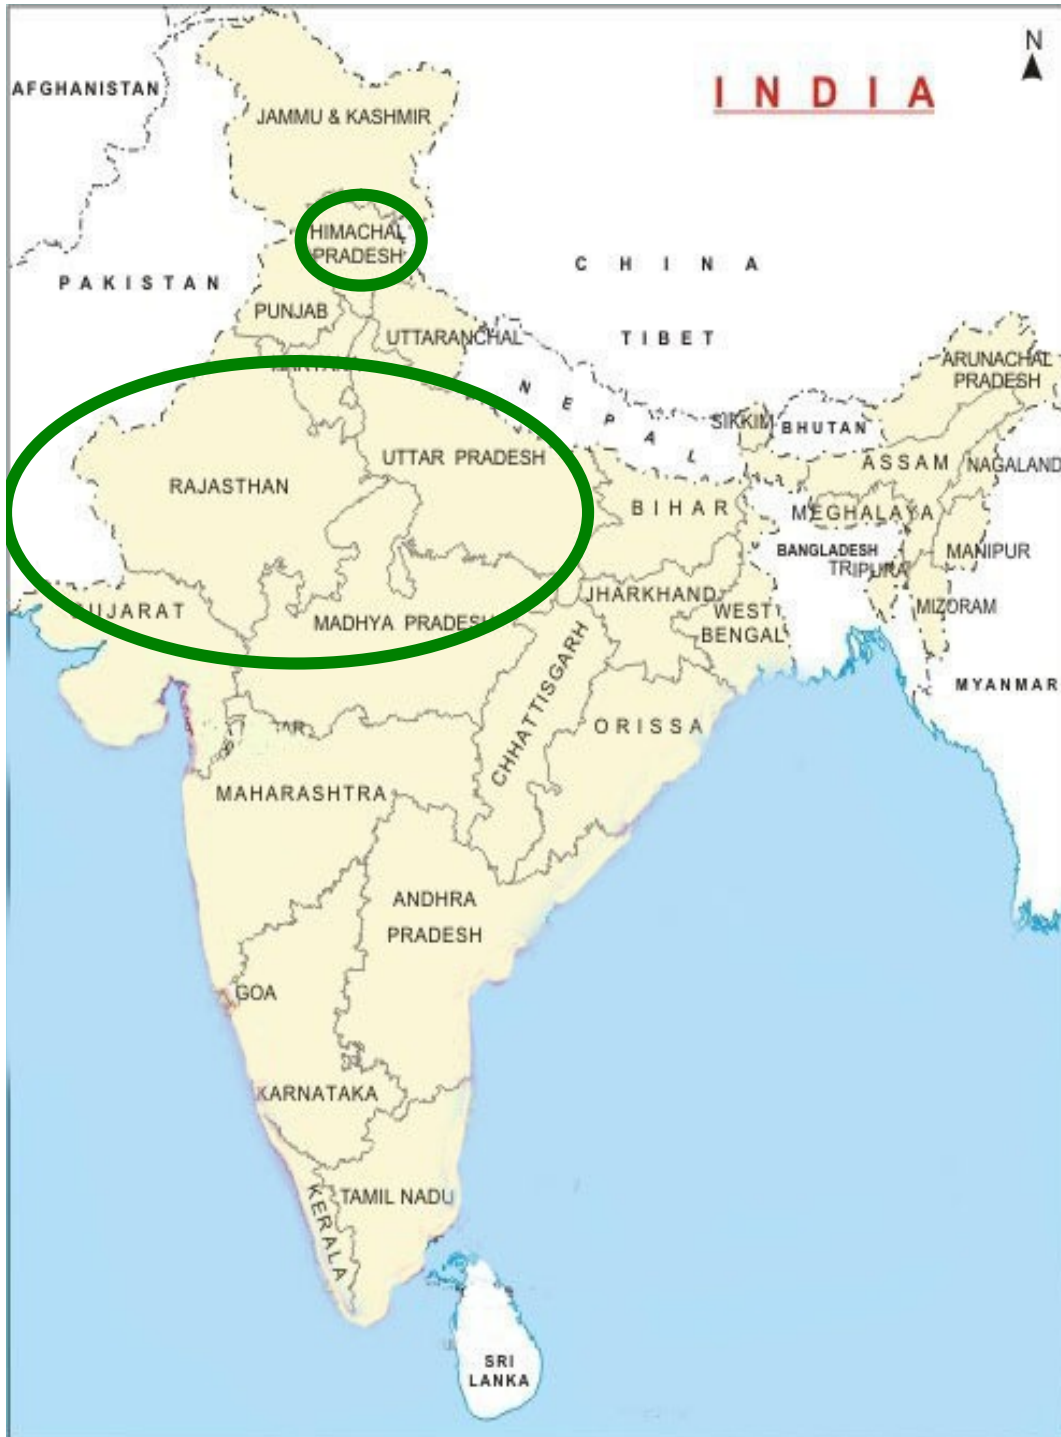 N
INDIA
AFGHANISTAN
JAMMU & KASHMIR
HIMACHAL
PRADESH
CHINA
PAKISTAN
PUNJAB
UTTARANCHAL
TIBET
ARUNACHAL
PRADESH
NEPAL
SIKKIM
BHUTAN
UTTAR PRADESH
RAJASTHAN
ASSAM
NAGALAND
BIHAR
MEGHALAYA
BANGLADESH
MANIPUR
TRIPURA
JHARKHAND
MIZORAM
GUJARAT
MADHYA PRADESH
WEST
BENGAL
CHHATTISGARH
MYANMAR
ORISSA
MAHARASHTRA
ANDHRA
PRADESH
GOA
KARNATAKA
TAMIL NADU
KERALA
SRI
LANKA